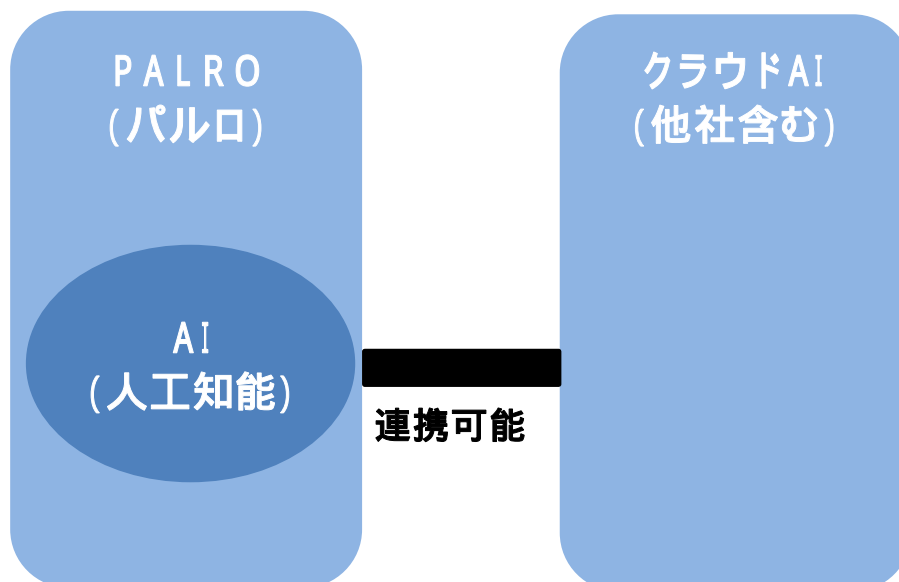 PALRO
(パルロ)
AI
(人工知能)
連携可能
クラウドAI
(他社含む)